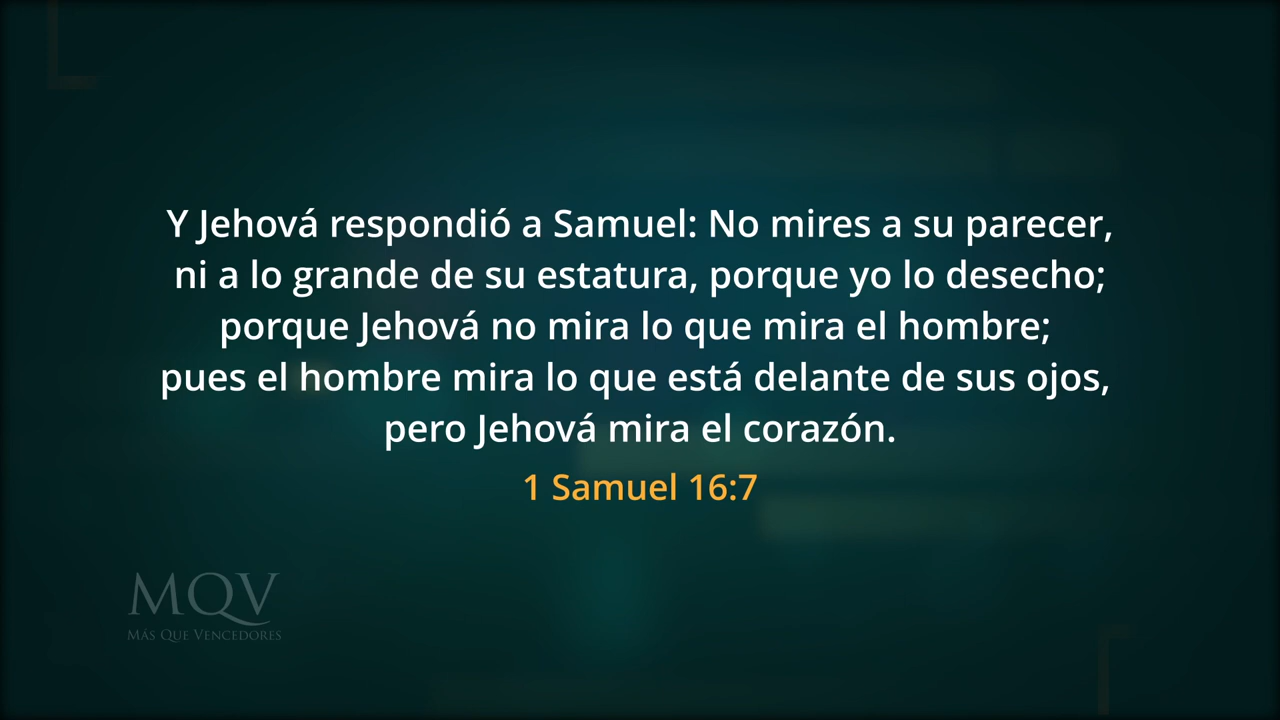 Y Jehová respondió a Samuel: No mires a su parecer,
ni a lo grande de su estatura, porque yo lo desecho;
porque Jehová no mira lo que mira el hombre;
pues el hombre mira lo que está delante de sus ojos,
pero Jehová mira el corazón.
1 Samuel 16:7
MQV
Más Que Vencedores